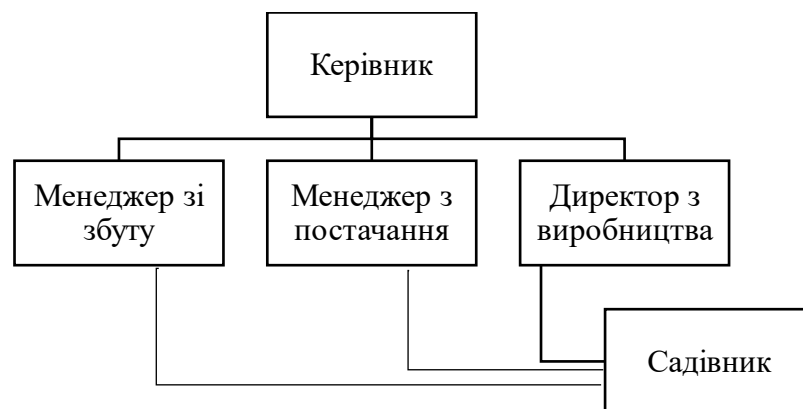 Керівник
Менеджер зі
збуту
Менеджер з
постачання
Директор з
виробництва
Садівник